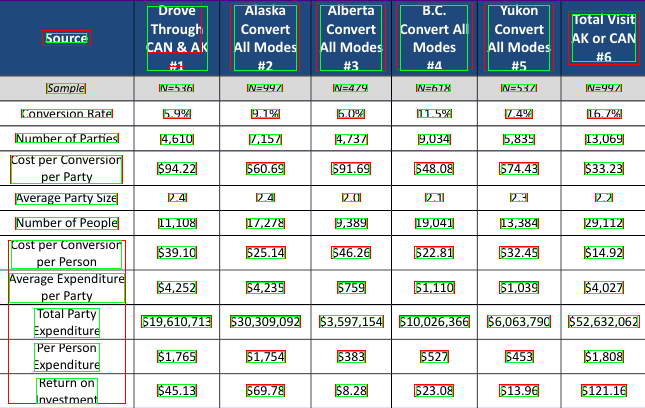 Source
Drove Through CAN & AK #1
Alaska Convert All Modes #2
Alberta Convert All Modes #3
B.C. Convert All Modes #4
Yukon Convert All Modes #5
Total Visit AK or CAN #6
Sample N=536 N=997 N=479 N=618 N=537 N=997
Conversion Rate 5.9% 9.1% 6.0% 11.5% 7.4% 16.7%
Number of Parties 4,610 7,157 4,737 9,034 5,835 13,069
Cost per Conversion per Party $94.22 $60.69 $91.69 $48.08 $74.43 $33.23
Average Party Size 2.4 2.4 2.0 2.1 2.3 2.2
Number of People 11,108 17,278 9,389 19,041 13,384 29,112
Cost per Conversion per Person $39.10 $25.14 $46.26 $22.81 $32.45 $14.92
Average Expenditure per Party $4,252 $4,235 $759 $1,110 $1,039 $4,027
Total Party Expenditure $19,610,713 $30,309,092 $3,597,154 $10,026,366 $6,063,790 $52,632,062
Per Person Expenditure $1,765 $1,754 $383 $527 $453 $1,808
Return on Investment $45.13 $69.78 $8.28 $23.08 $13.96 $121.16